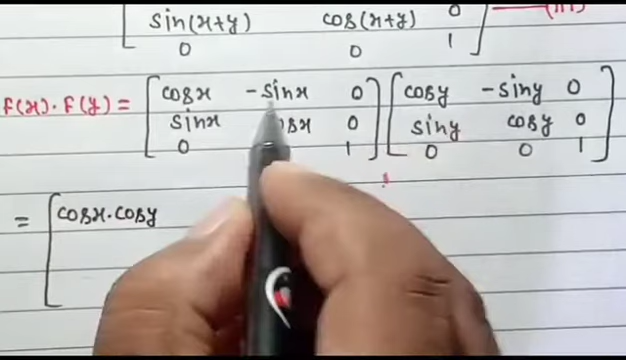 sin(x+y) cos(x+y) 0
0 0 1
f(x). f(y) = cosx -sinx 0 cosy -siny 0
sinx 0 siny cosy 0
0 1 0 0 1
= cosx.cosy